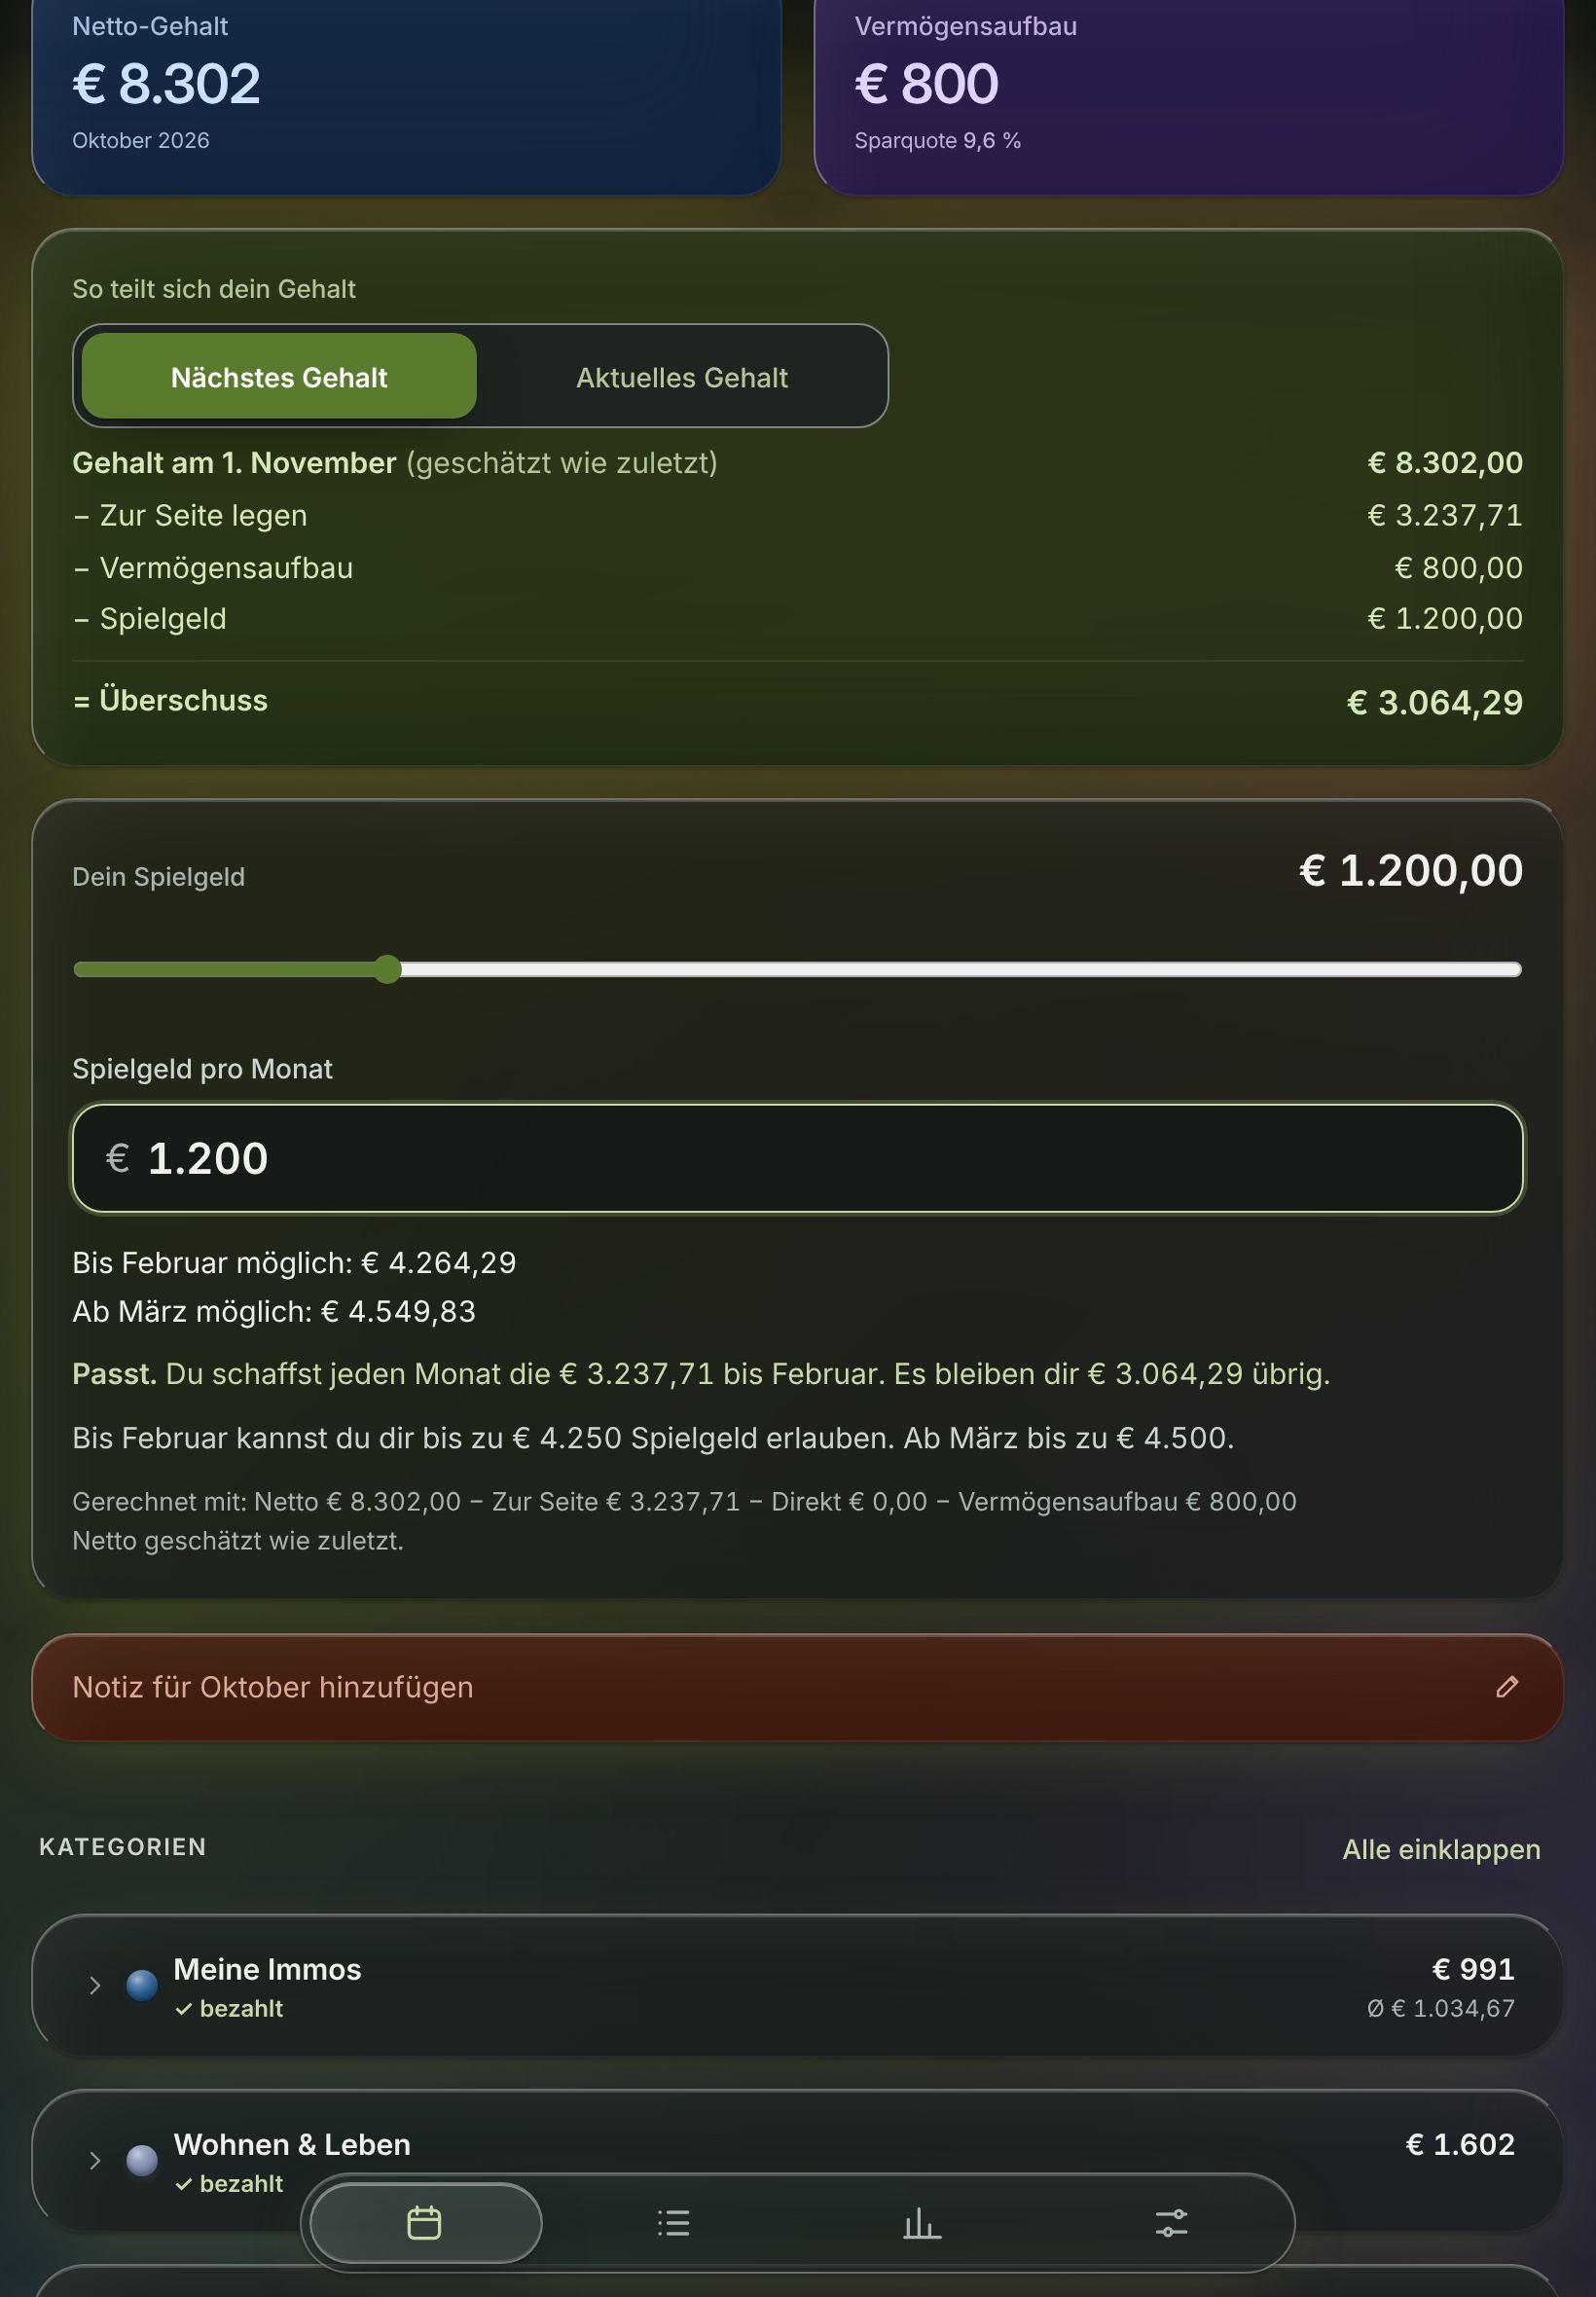 Netto-Gehalt
€ 8.302
Oktober 2026
Vermögensaufbau
€ 800
Sparquote 9,6 %
So teilt sich dein Gehalt
Nächstes Gehalt
Aktuelles Gehalt
Gehalt am 1. November (geschätzt wie zuletzt) € 8.302,00
− Zur Seite legen € 3.237,71
− Vermögensaufbau € 800,00
− Spielgeld € 1.200,00
= Überschuss € 3.064,29
Dein Spielgeld € 1.200,00
Spielgeld pro Monat
€ 1.200
Bis Februar möglich: € 4.264,29
Ab März möglich: € 4.549,83
Passt. Du schaffst jeden Monat die € 3.237,71 bis Februar. Es bleiben dir € 3.064,29 übrig.
Bis Februar kannst du dir bis zu € 4.250 Spielgeld erlauben. Ab März bis zu € 4.500.
Gerechnet mit: Netto € 8.302,00 − Zur Seite € 3.237,71 − Direkt € 0,00 − Vermögensaufbau € 800,00
Netto geschätzt wie zuletzt.
Notiz für Oktober hinzufügen
KATEGORIEN Alle einklappen
Meine Immos € 991
✓ bezahlt Ø € 1.034,67
Wohnen & Leben € 1.602
✓ bezahlt